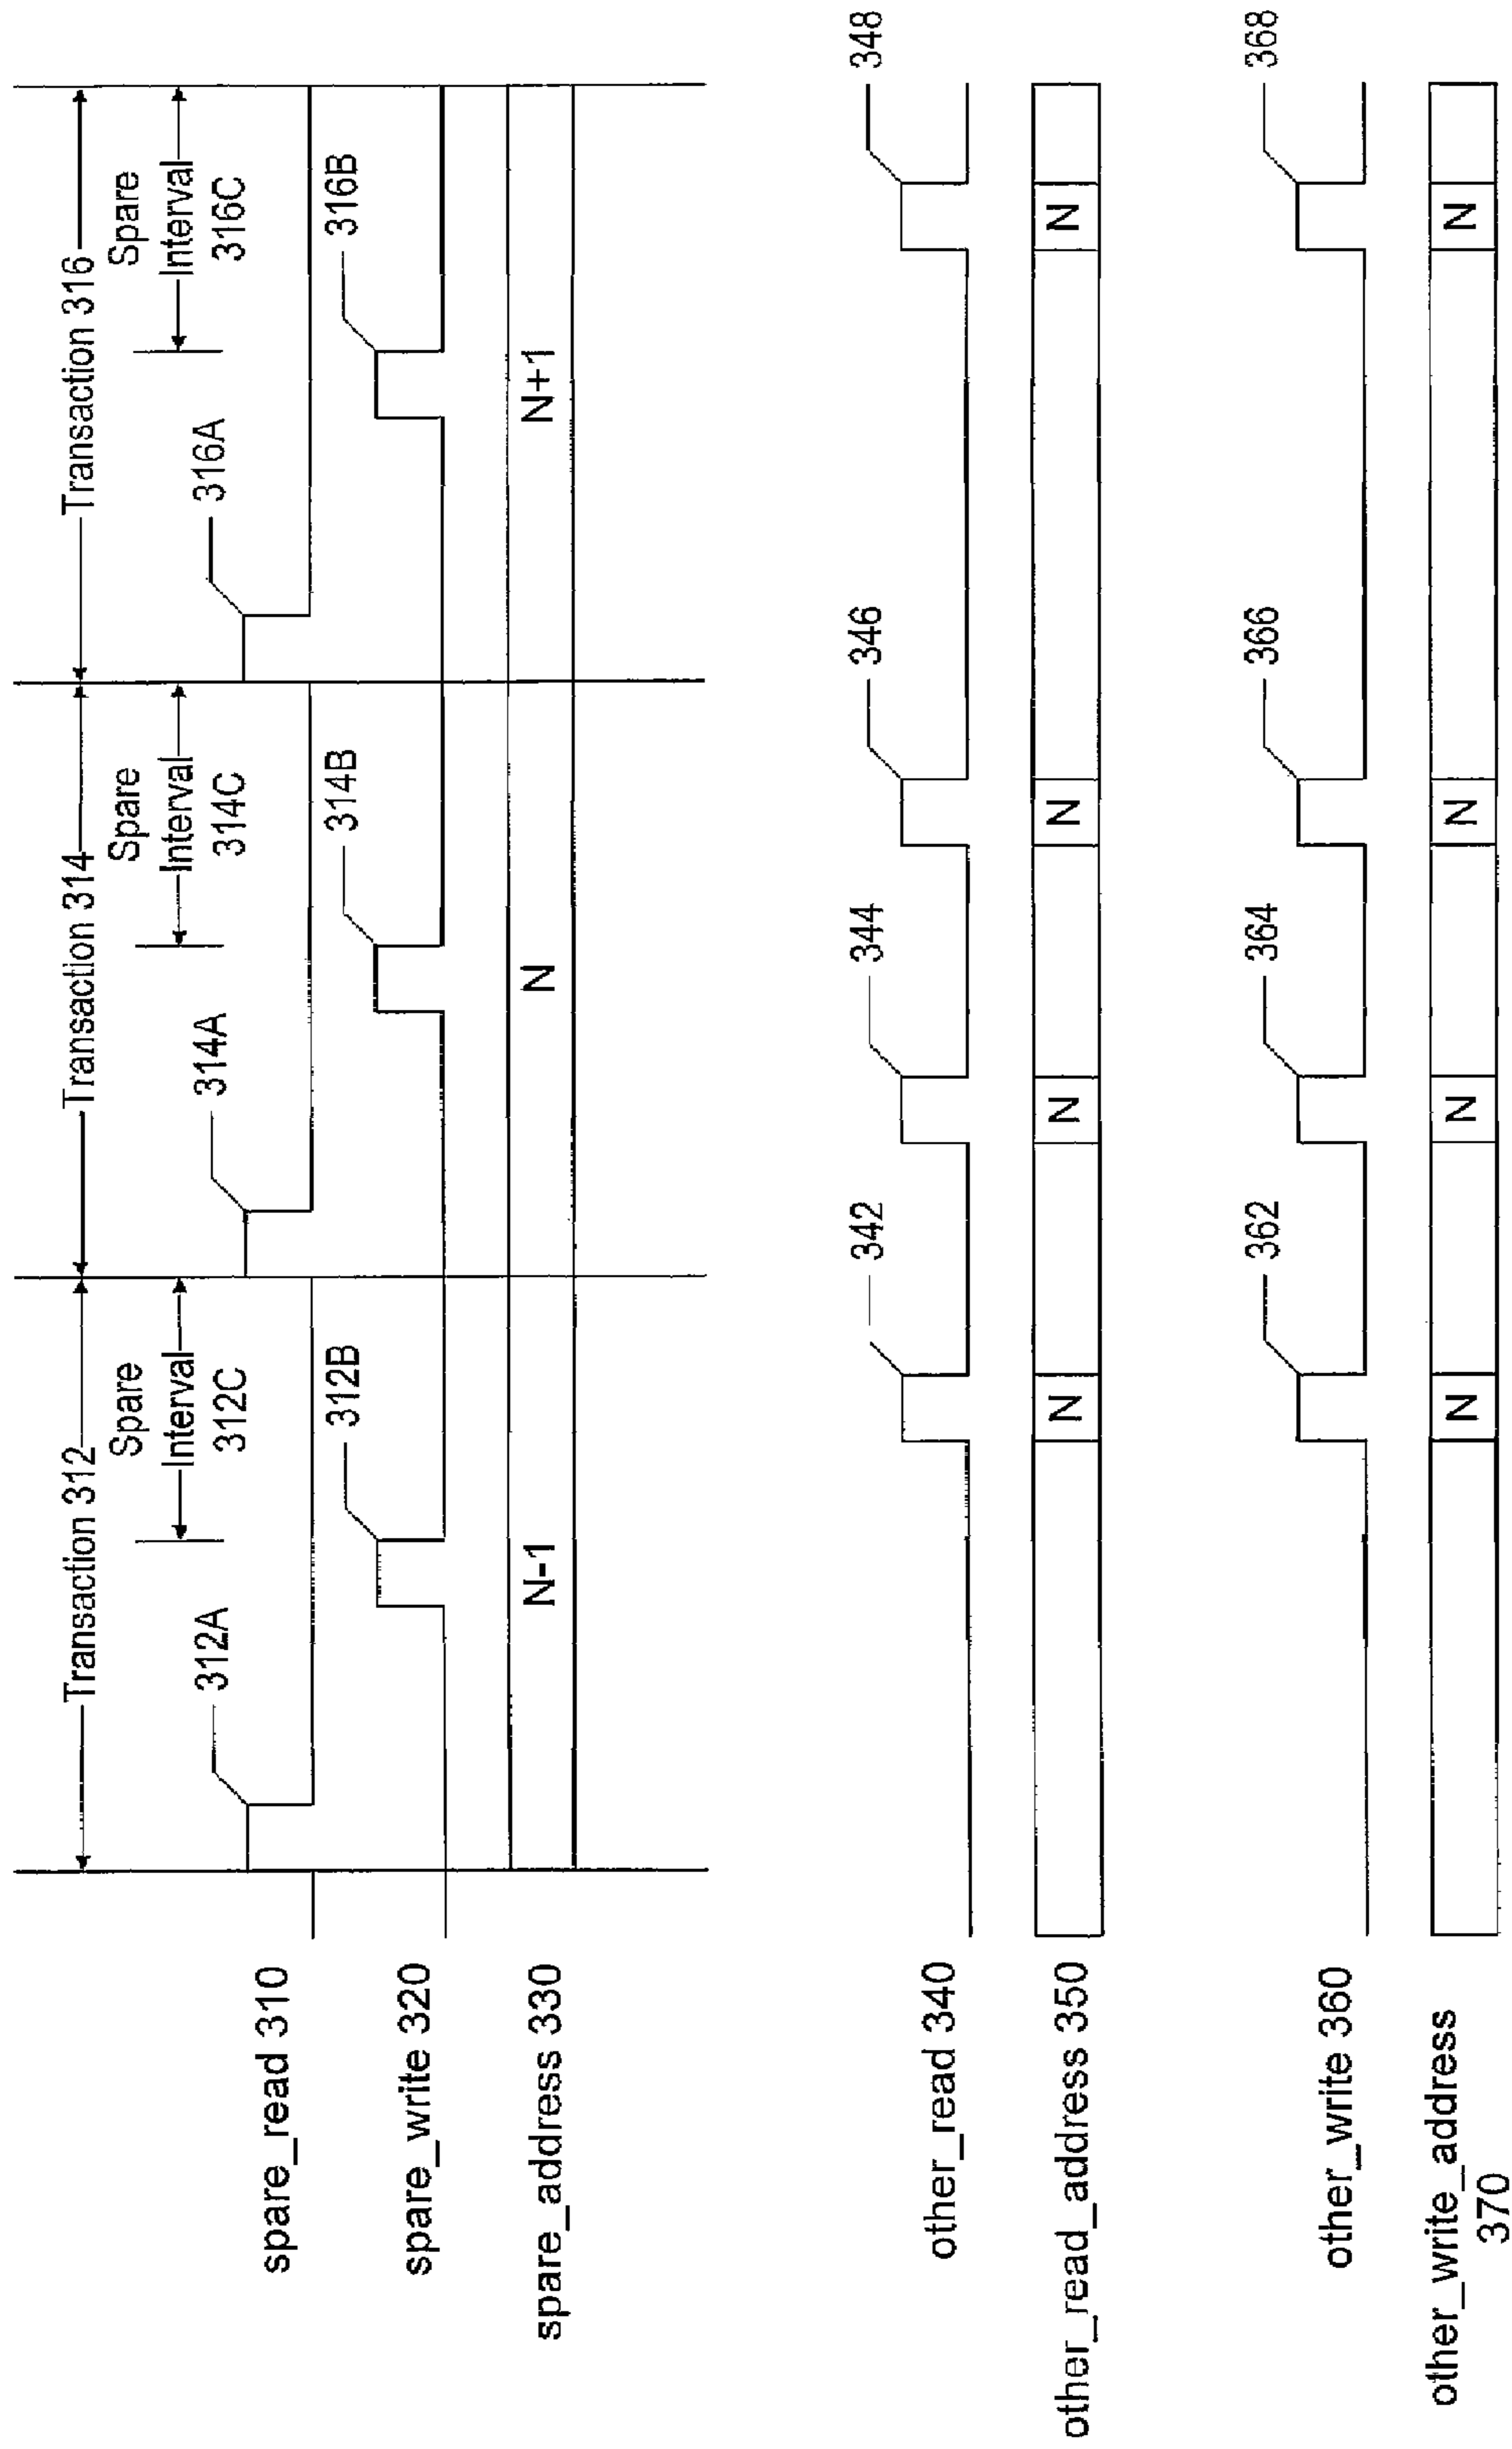 Transaction 312
Transaction 314
Transaction 316
Spare
Interval
312C
Spare
Interval
314C
Spare
Interval
316C
312A
314A
316A
spare_read 310
312B
314B
316B
spare_write 320
spare_address 330
N-1
N
N+1
342
344
346
348
other_read 340
other_read_address 350
N
N
N
N
362
364
366
368
other_write 360
other_write_address
370
N
N
N
N